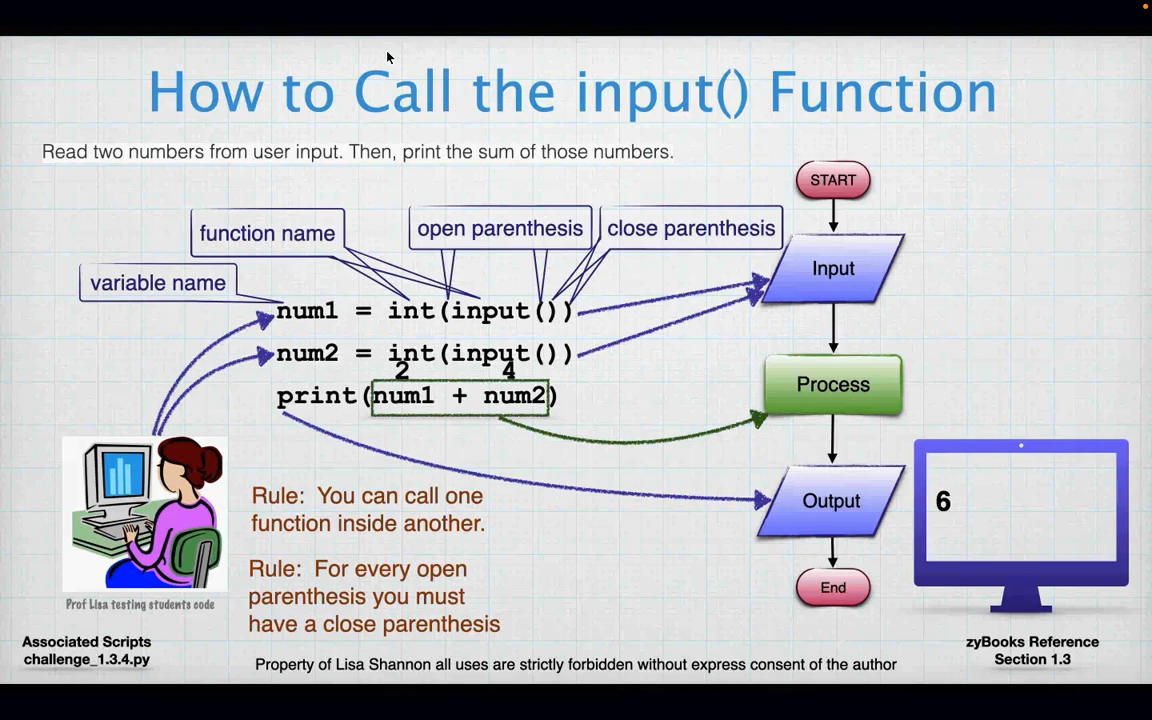 How to Call the input() Function
Read two numbers from user input. Then, print the sum of those numbers.
START
function name
open parenthesis
close parenthesis
variable name
Input
num1 = int(input())
num2 = int(input())
2 4
print(num1 + num2)
Process
Rule: You can call one
function inside another.
Output
6
Rule: For every open
parenthesis you must
have a close parenthesis
End
Prof Lisa testing students code
Associated Scripts
challenge_1.3.4.py
Property of Lisa Shannon all uses are strictly forbidden without express consent of the author
zyBooks Reference
Section 1.3